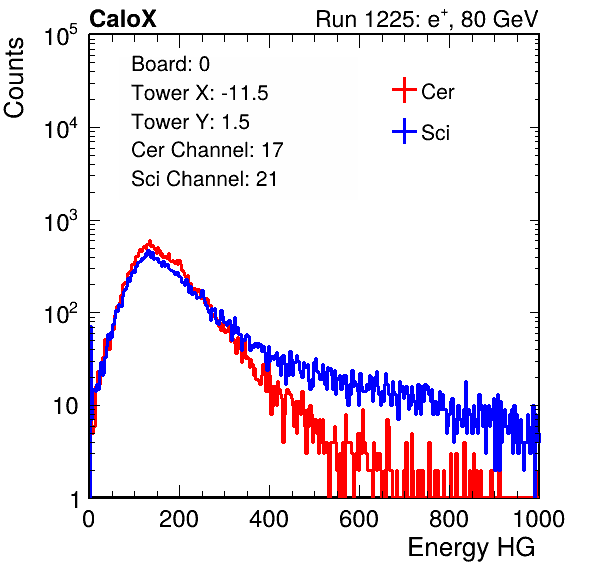 CaloX Run 1225: e⁺, 80 GeV
Counts
Board: 0
Tower X: -11.5
Tower Y: 1.5
Cer Channel: 17
Sci Channel: 21
Cer
Sci
10⁵
10⁴
10³
10²
10
1
0 200 400 600 800 1000
Energy HG